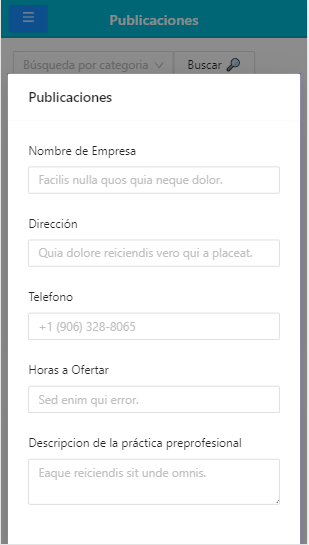 Publicaciones
Búsqueda por categoria Buscar
Publicaciones
Nombre de Empresa
Facilis nulla quos quia neque dolor.
Dirección
Quia dolore reiciendis vero qui a placeat.
Telefono
+1 (906) 328-8065
Horas a Ofertar
Sed enim qui error.
Descripcion de la práctica preprofesional
Eaque reiciendis sit unde omnis.